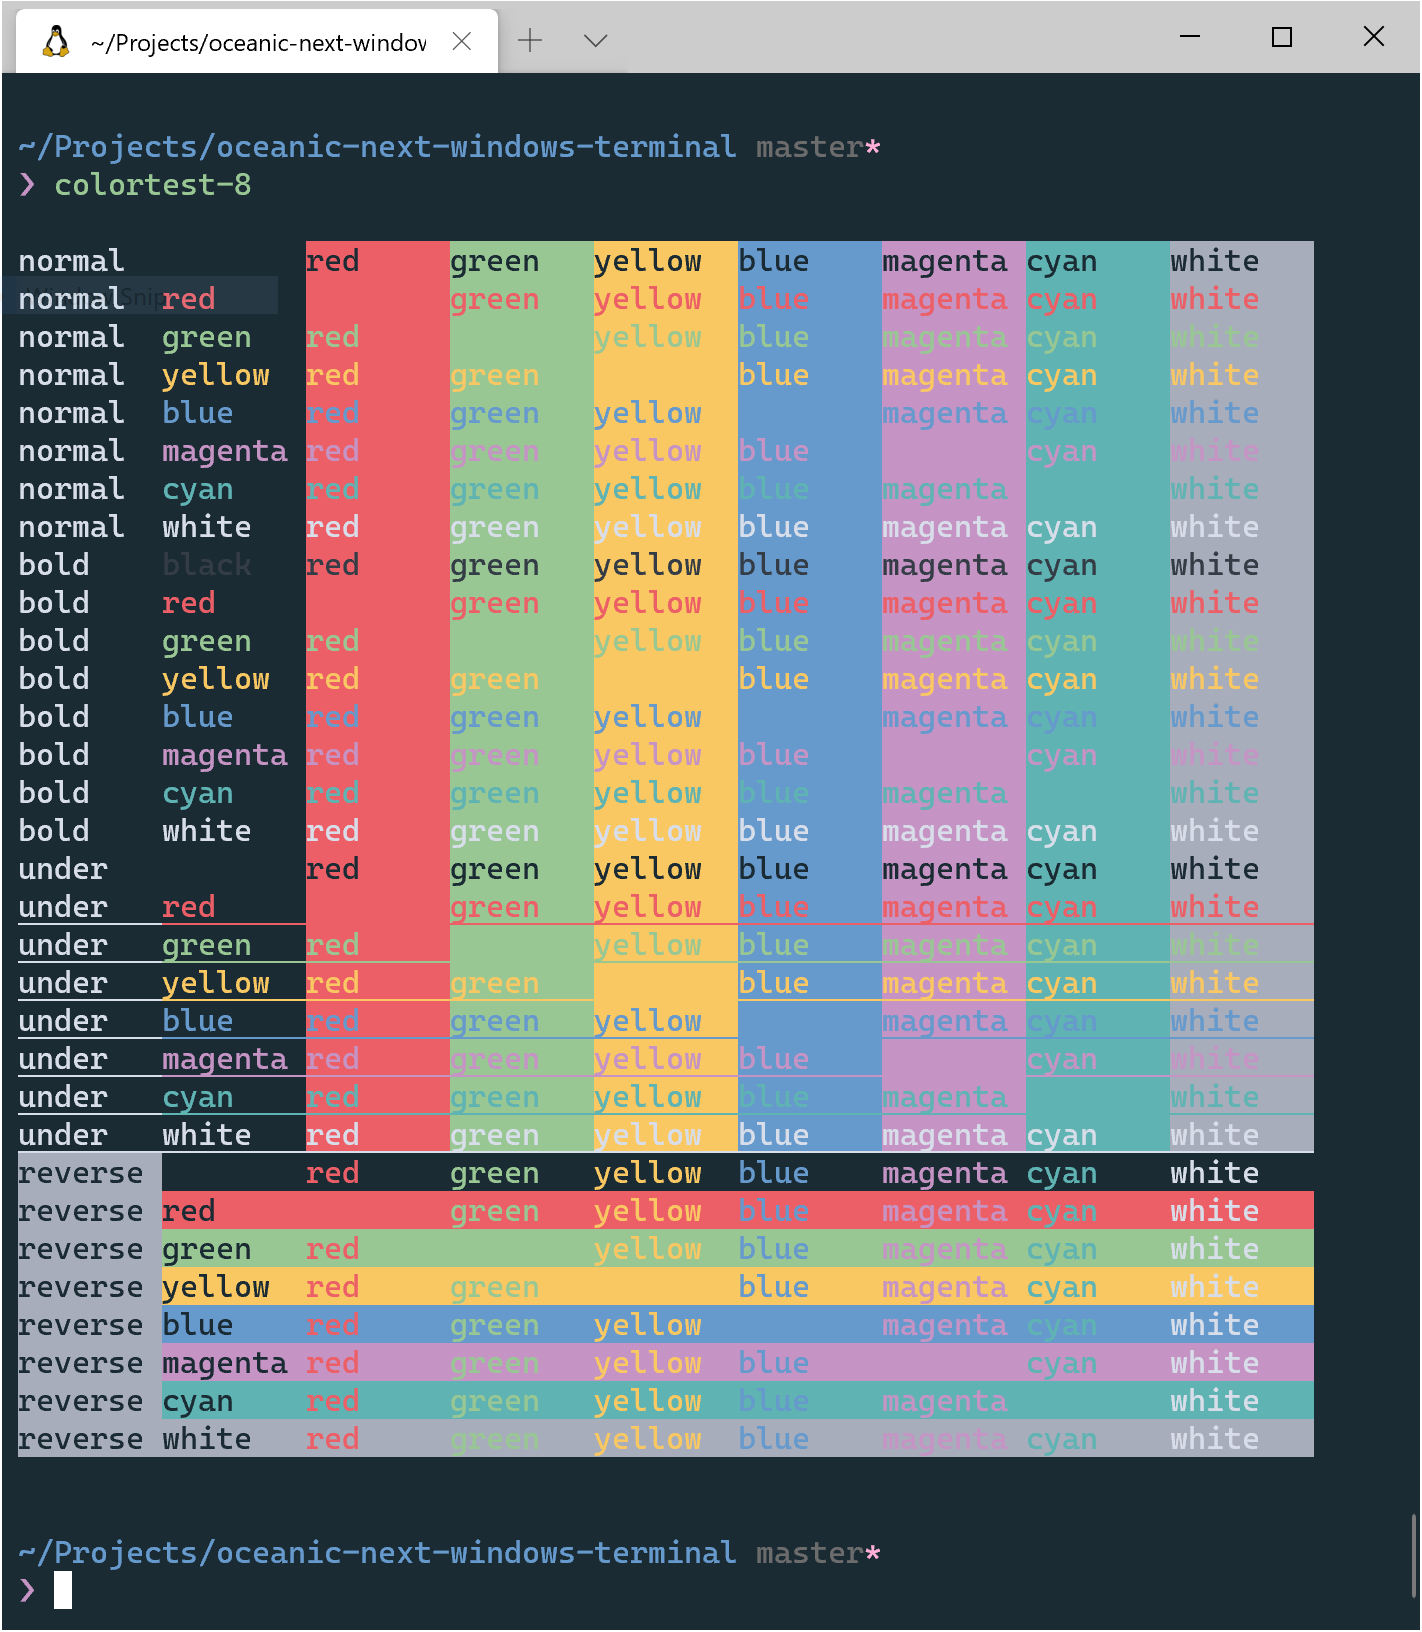 ~/Projects/oceanic-next-window
~/Projects/oceanic-next-windows-terminal master*
❯ colortest-8
normal red green yellow blue magenta cyan white
normal red green yellow blue magenta cyan white
normal green red yellow blue magenta cyan white
normal yellow red green blue magenta cyan white
normal blue red green yellow magenta cyan white
normal magenta red green yellow blue cyan white
normal cyan red green yellow blue magenta white
normal white red green yellow blue magenta cyan white
bold black red green yellow blue magenta cyan white
bold red green yellow blue magenta cyan white
bold green red yellow blue magenta cyan white
bold yellow red green blue magenta cyan white
bold blue red green yellow magenta cyan white
bold magenta red green yellow blue cyan white
bold cyan red green yellow blue magenta white
bold white red green yellow blue magenta cyan white
under red green yellow blue magenta cyan white
under red green yellow blue magenta cyan white
under green red yellow blue magenta cyan white
under yellow red green blue magenta cyan white
under blue red green yellow magenta cyan white
under magenta red green yellow blue cyan white
under cyan red green yellow blue magenta white
under white red green yellow blue magenta cyan white
reverse red green yellow blue magenta cyan white
reverse red green yellow blue magenta cyan white
reverse green red yellow blue magenta cyan white
reverse yellow red green blue magenta cyan white
reverse blue red green yellow magenta cyan white
reverse magenta red green yellow blue cyan white
reverse cyan red green yellow blue magenta white
reverse white red green yellow blue magenta cyan white
~/Projects/oceanic-next-windows-terminal master*
❯